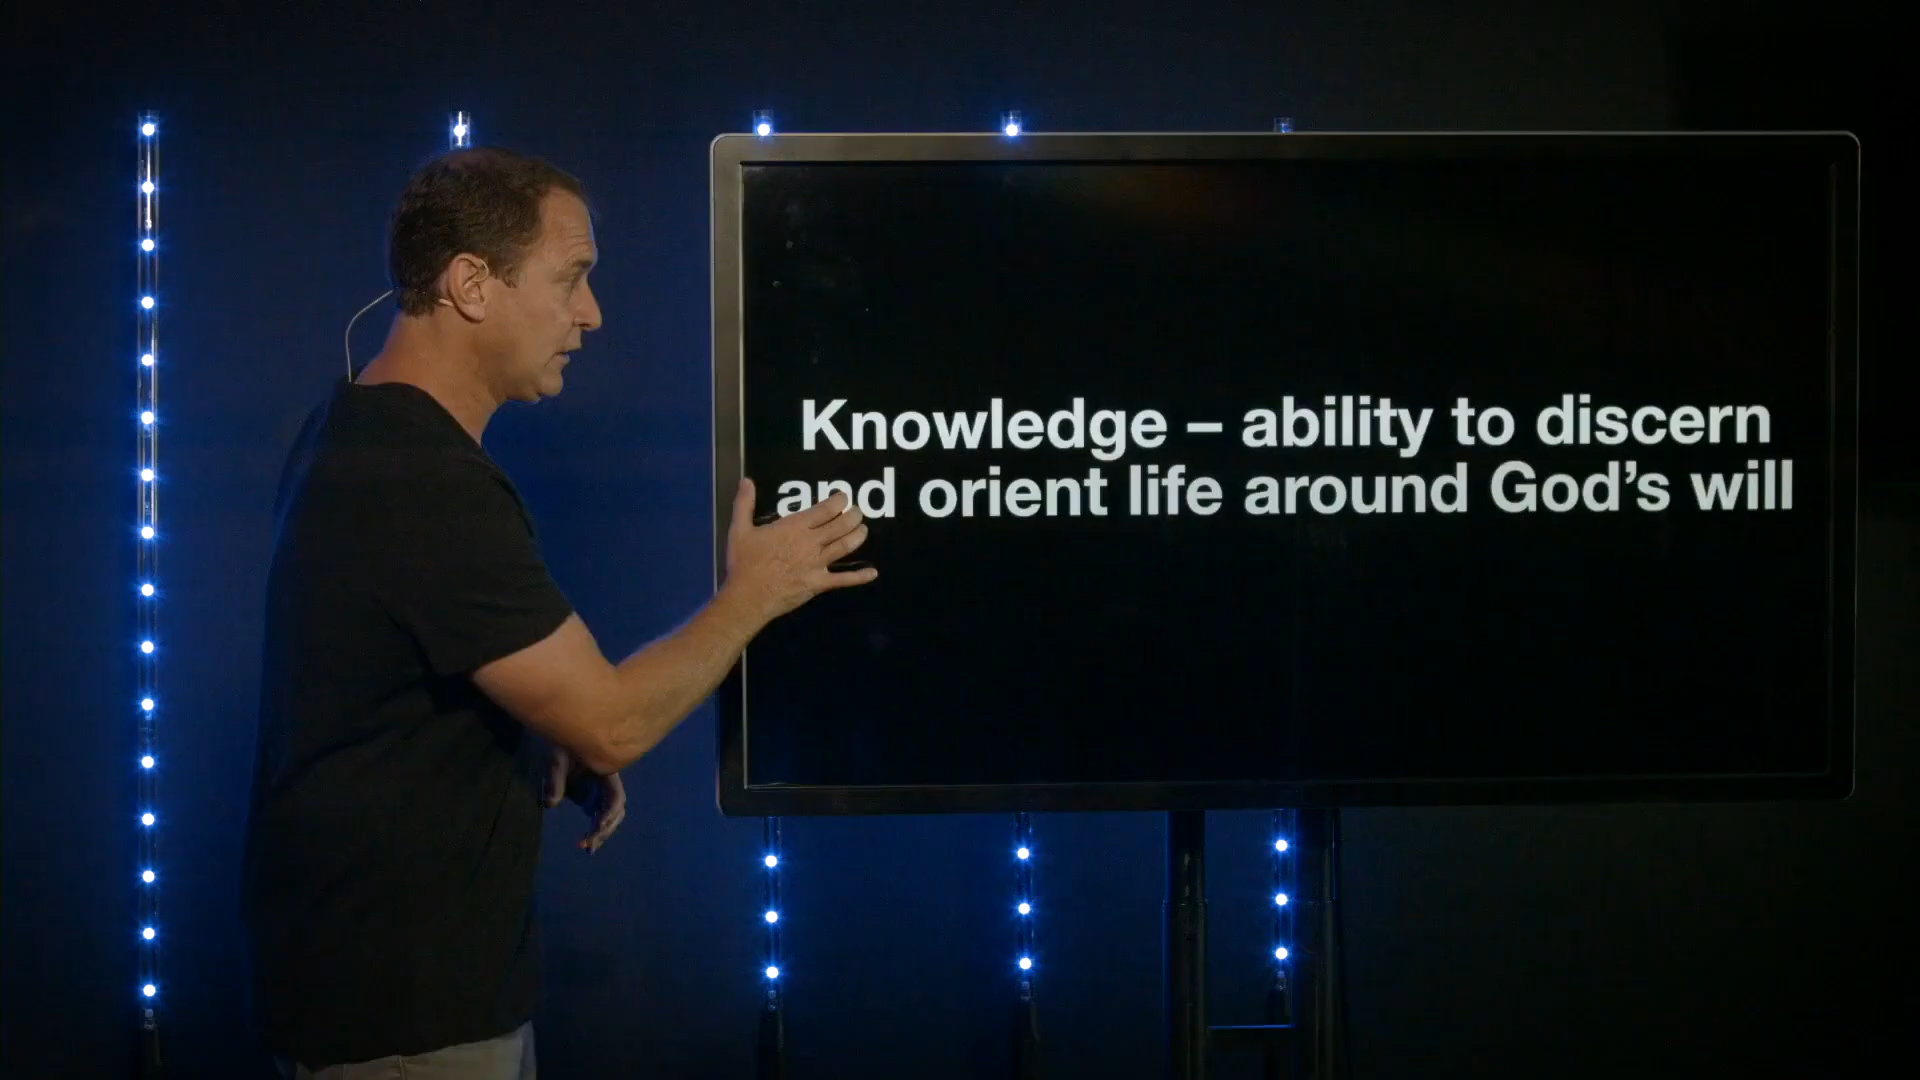 Knowledge – ability to discern
and orient life around God’s will